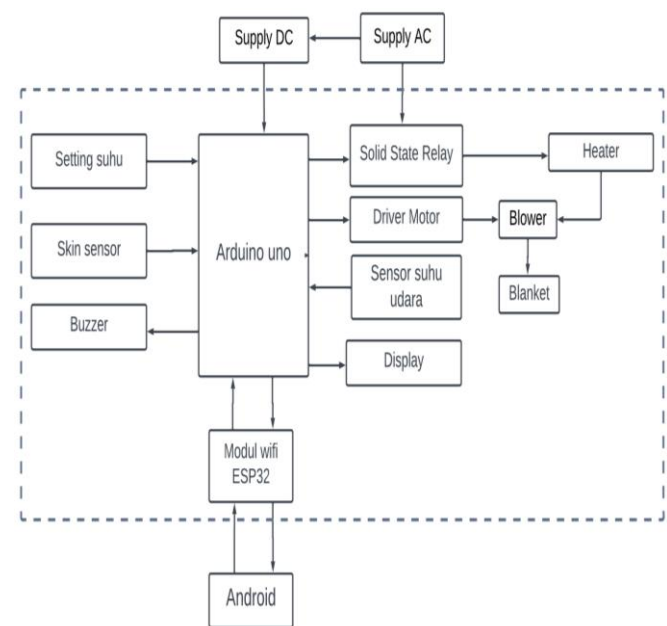 Supply DC
Supply AC
Setting suhu
Solid State Relay
Heater
Driver Motor
Blower
Skin sensor
Arduino uno
Sensor suhu
udara
Blanket
Buzzer
Display
Modul wifi
ESP32
Android